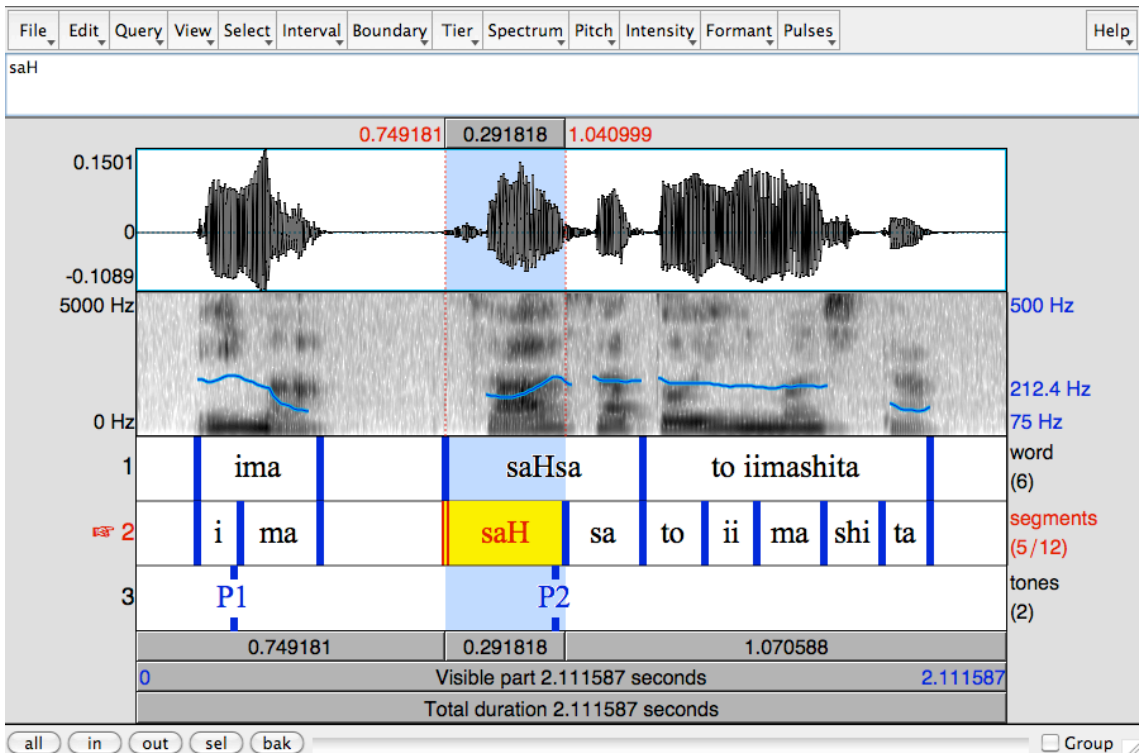 File Edit Query View Select Interval Boundary Tier Spectrum Pitch Intensity Formant Pulses Help
saH
0.749181 0.291818 1.040999
0.1501
0
-0.1089
5000 Hz 500 Hz
212.4 Hz
0 Hz 75 Hz
1 ima saHsa to iimashita word
(6)
2 i ma saH sa to ii ma shi ta segments
(5/12)
3 P1 P2 tones
(2)
0.749181 0.291818 1.070588
0 Visible part 2.111587 seconds 2.111587
Total duration 2.111587 seconds
all in out sel bak Group